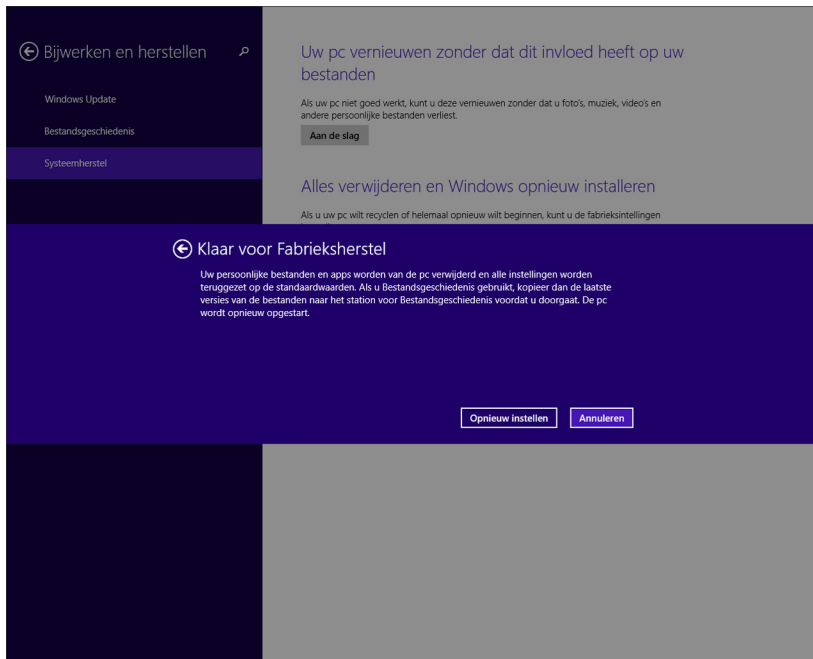 Bijwerken en herstellen
Windows Update
Bestandsgeschiedenis
Systeemherstel
Uw pc vernieuwen zonder dat dit invloed heeft op uw
bestanden
Als uw pc niet goed werkt, kunt u deze vernieuwen zonder dat u foto's, muziek, video's en
andere persoonlijke bestanden verliest.
Aan de slag
Alles verwijderen en Windows opnieuw installeren
Als u uw pc wilt recyclen of helemaal opnieuw wilt beginnen, kunt u de fabrieksintellingen
Klaar voor Fabrieksherstel
Uw persoonlijke bestanden en apps worden van de pc verwijderd en alle instellingen worden
teruggezet op de standaardwaarden. Als u Bestandsgeschiedenis gebruikt, kopieer dan de laatste
versies van de bestanden naar het station voor Bestandsgeschiedenis voordat u doorgaat. De pc
wordt opnieuw opgestart.
Opnieuw instellen
Annuleren